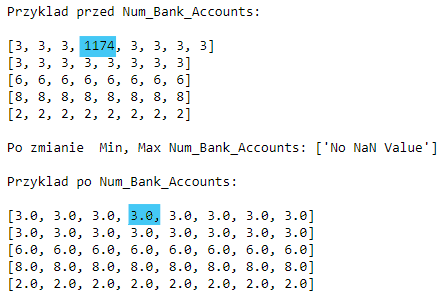 Przyklad przed Num_Bank_Accounts:
[3, 3, 3, 1174, 3, 3, 3, 3]
[3, 3, 3, 3, 3, 3, 3, 3]
[6, 6, 6, 6, 6, 6, 6, 6]
[8, 8, 8, 8, 8, 8, 8, 8]
[2, 2, 2, 2, 2, 2, 2, 2]
Po zmianie  Min, Max Num_Bank_Accounts: ['No NaN Value']
Przyklad po Num_Bank_Accounts:
[3.0, 3.0, 3.0, 3.0, 3.0, 3.0, 3.0, 3.0]
[3.0, 3.0, 3.0, 3.0, 3.0, 3.0, 3.0, 3.0]
[6.0, 6.0, 6.0, 6.0, 6.0, 6.0, 6.0, 6.0]
[8.0, 8.0, 8.0, 8.0, 8.0, 8.0, 8.0, 8.0]
[2.0, 2.0, 2.0, 2.0, 2.0, 2.0, 2.0, 2.0]